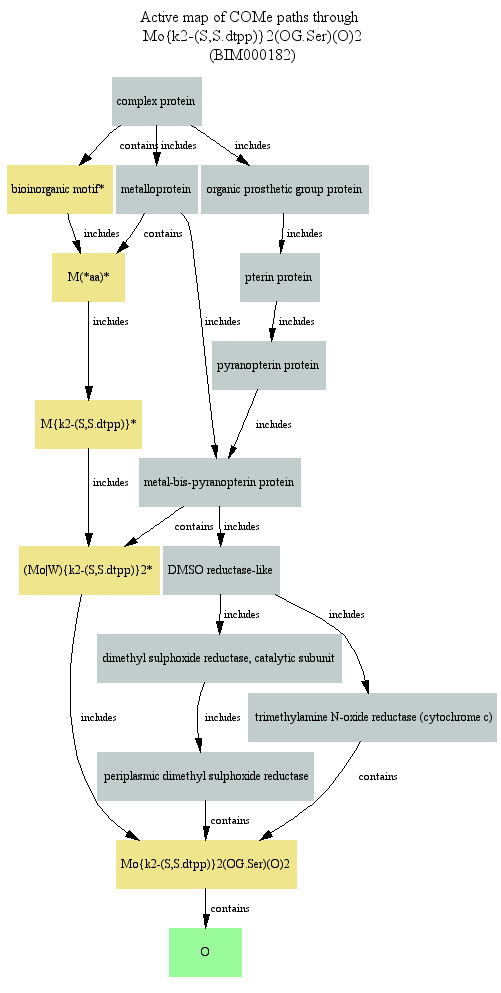 Active map of COMe paths through
Mo{k2-(S,S.dtpp)}2(OG.Ser)(O)2
(BIM000182)
complex protein
contains
includes
includes
bioinorganic motif*
metalloprotein
organic prosthetic group protein
includes
contains
includes
M(*aa)*
pterin protein
includes
includes
includes
pyranopterin protein
M{k2-(S,S.dtpp)}*
includes
includes
metal-bis-pyranopterin protein
contains
includes
(Mo|W){k2-(S,S.dtpp)}2*
DMSO reductase-like
includes
includes
dimethyl sulphoxide reductase, catalytic subunit
trimethylamine N-oxide reductase (cytochrome c)
includes
includes
periplasmic dimethyl sulphoxide reductase
contains
contains
Mo{k2-(S,S.dtpp)}2(OG.Ser)(O)2
contains
O